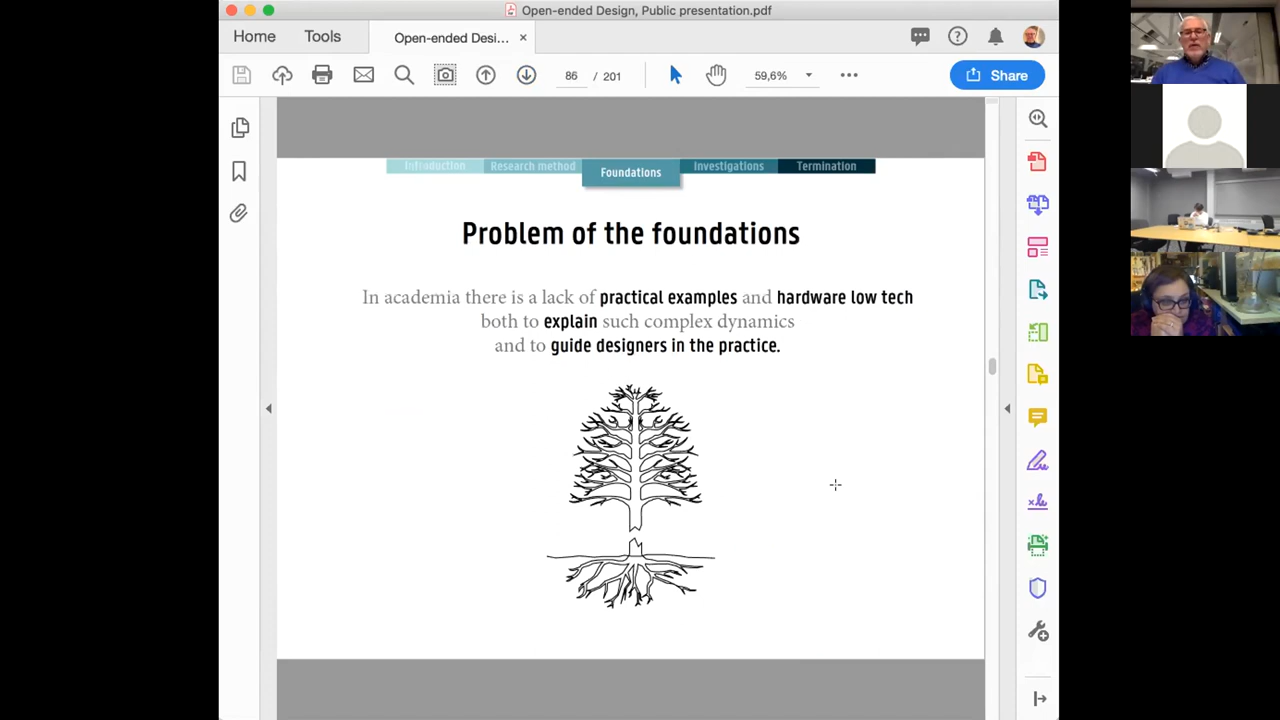 Open-ended Design, Public presentation.pdf
Home
Tools
Open-ended Desi...
86 / 201
59,6%
Share
Introduction
Research method
Foundations
Investigations
Termination
Problem of the foundations
In academia there is a lack of practical examples and hardware low tech
both to explain such complex dynamics
and to guide designers in the practice.